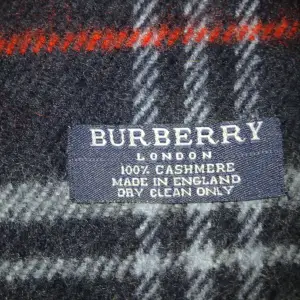 BURBERRY
LONDON
100% CASHMERE
MADE IN ENGLAND
DRY CLEAN ONLY